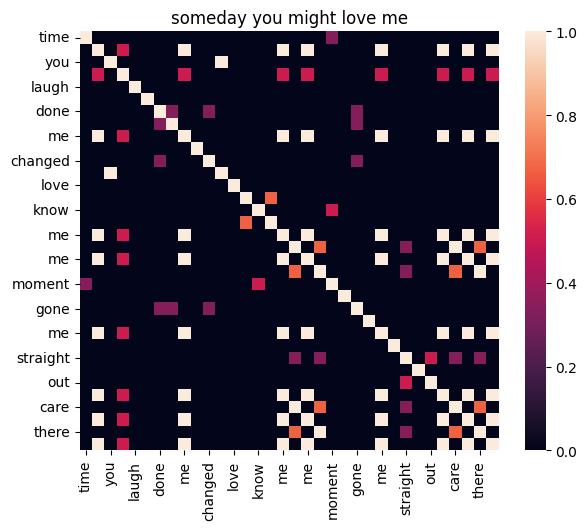 someday you might love me
time
you
laugh
done
me
changed
love
know
me
me
moment
gone
me
straight
out
care
there
1.0
0.8
0.6
0.4
0.2
0.0
time
you
laugh
done
me
changed
love
know
me
me
moment
gone
me
straight
out
care
there